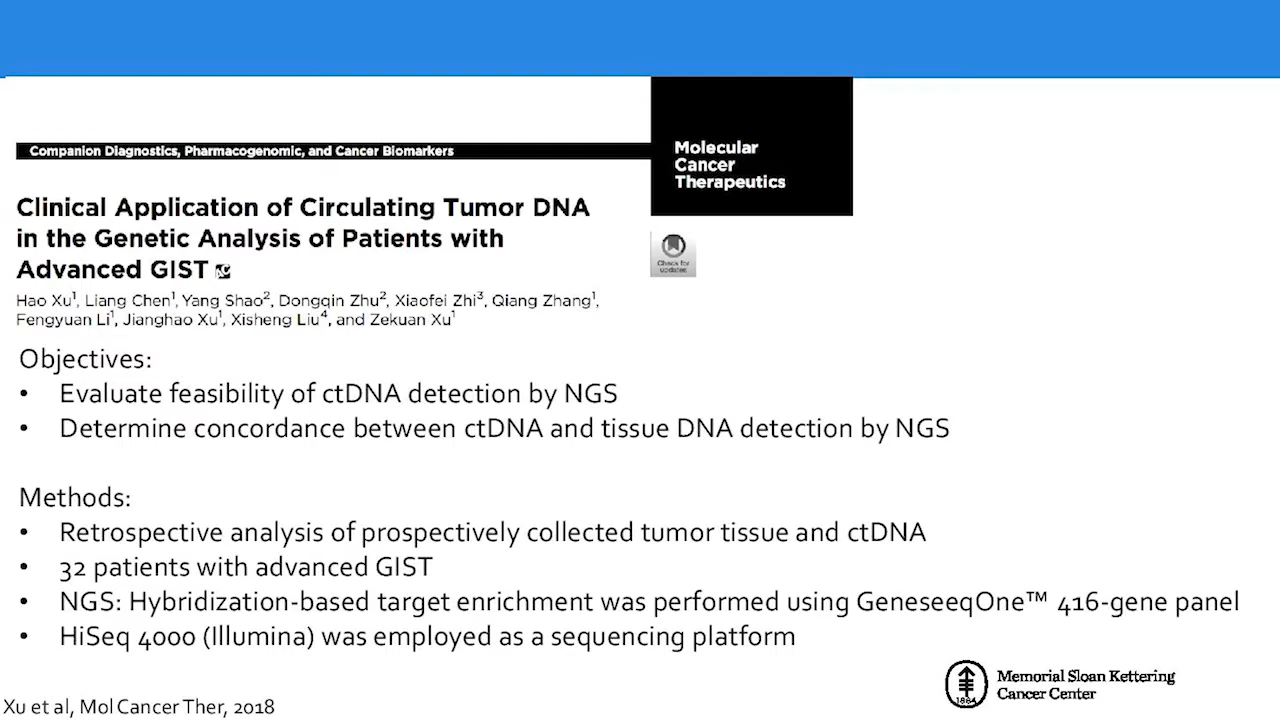 Companion Diagnostics, Pharmacogenomic, and Cancer Biomarkers
Molecular
Cancer
Therapeutics
Clinical Application of Circulating Tumor DNA
in the Genetic Analysis of Patients with
Advanced GIST
Check for
updates
Hao Xu¹, Liang Chen¹, Yang Shao², Dongqin Zhu², Xiaofei Zhi³, Qiang Zhang¹,
Fengyuan Li¹, Jianghao Xu¹, Xisheng Liu⁴, and Zekuan Xu¹
Objectives:
• Evaluate feasibility of ctDNA detection by NGS
• Determine concordance between ctDNA and tissue DNA detection by NGS
Methods:
• Retrospective analysis of prospectively collected tumor tissue and ctDNA
• 32 patients with advanced GIST
• NGS: Hybridization-based target enrichment was performed using GeneseeqOne™ 416-gene panel
• HiSeq 4000 (Illumina) was employed as a sequencing platform
1884
Memorial Sloan Kettering
Cancer Center
Xu et al, Mol Cancer Ther, 2018